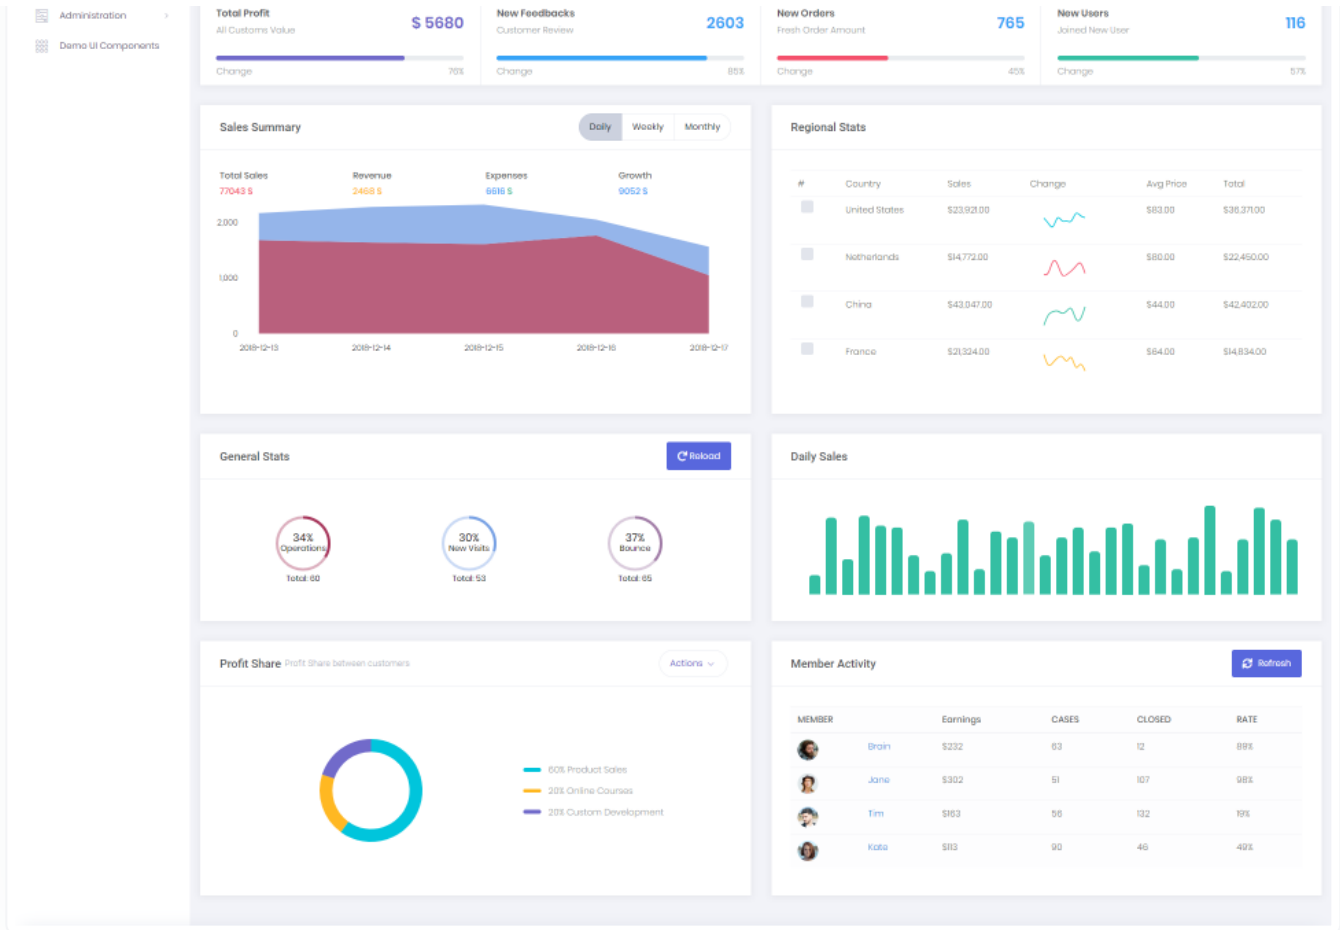 Administration
Demo UI Components
Total Profit
All Customs Value
$ 5680
Change 76%
New Feedbacks
Customer Review
2603
Change 85%
New Orders
Fresh Order Amount
765
Change 45%
New Users
Joined New User
116
Change 57%
Sales Summary
Daily Weekly Monthly
Total Sales Revenue Expenses Growth
77043 $ 2468 $ 6616 $ 9052 $
2,000
1,000
0
2018-12-13 2018-12-14 2018-12-15 2018-12-16 2018-12-17
Regional Stats
# Country Sales Change Avg Price Total
United States $23,921.00 $83.00 $36,371.00
Netherlands $14,772.00 $80.00 $22,450.00
China $43,047.00 $44.00 $42,402.00
France $21,324.00 $64.00 $14,834.00
General Stats
Reload
34%
Operations
Total: 60
30%
New Visits
Total: 53
37%
Bounce
Total: 65
Daily Sales
Profit Share Profit Share between customers
Actions
60% Product Sales
20% Online Courses
20% Custom Development
Member Activity
Refresh
MEMBER Earnings CASES CLOSED RATE
Brain $232 63 12 89%
Jane $302 51 107 98%
Tim $163 56 132 19%
Kate $113 90 46 49%